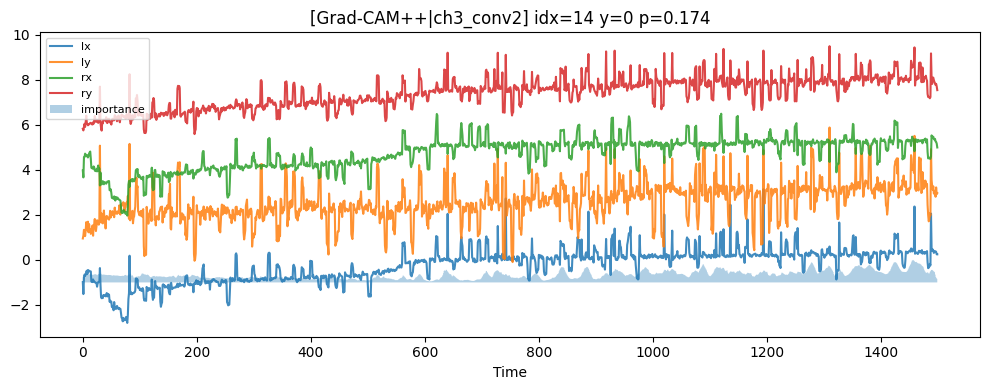 [Grad-CAM++|ch3_conv2] idx=14 y=0 p=0.174
10
8
6
4
2
0
−2
lx
ly
rx
ry
importance
0
200
400
600
800
1000
1200
1400
Time